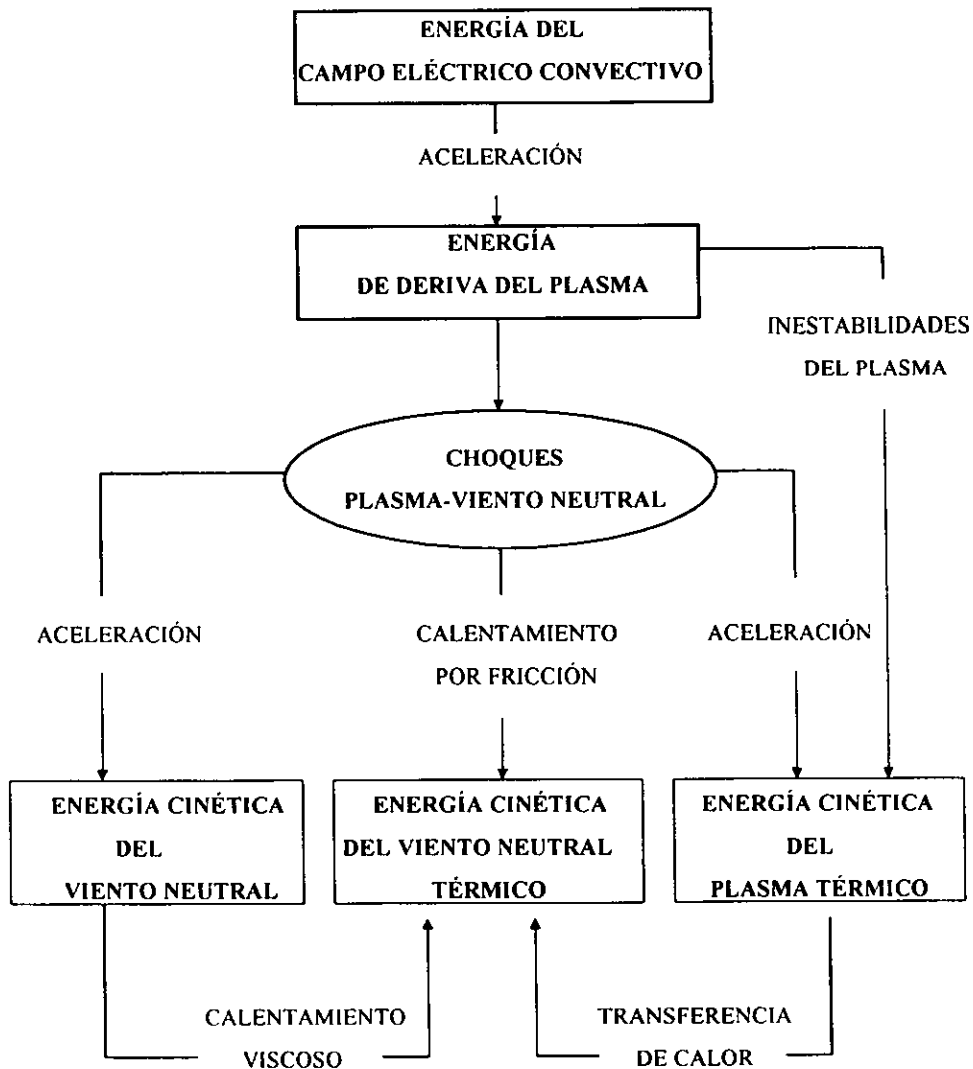 ENERGÍA DEL
CAMPO ELÉCTRICO CONVECTIVO
ACELERACIÓN
ENERGÍA
DE DERIVA DEL PLASMA
INESTABILIDADES
DEL PLASMA
CHOQUES
PLASMA-VIENTO NEUTRAL
ACELERACIÓN
CALENTAMIENTO
POR FRICCIÓN
ACELERACIÓN
ENERGÍA CINÉTICA
DEL
VIENTO NEUTRAL
ENERGÍA CINÉTICA
DEL VIENTO NEUTRAL
TÉRMICO
ENERGÍA CINÉTICA
DEL
PLASMA TÉRMICO
CALENTAMIENTO
VISCOSO
TRANSFERENCIA
DE CALOR